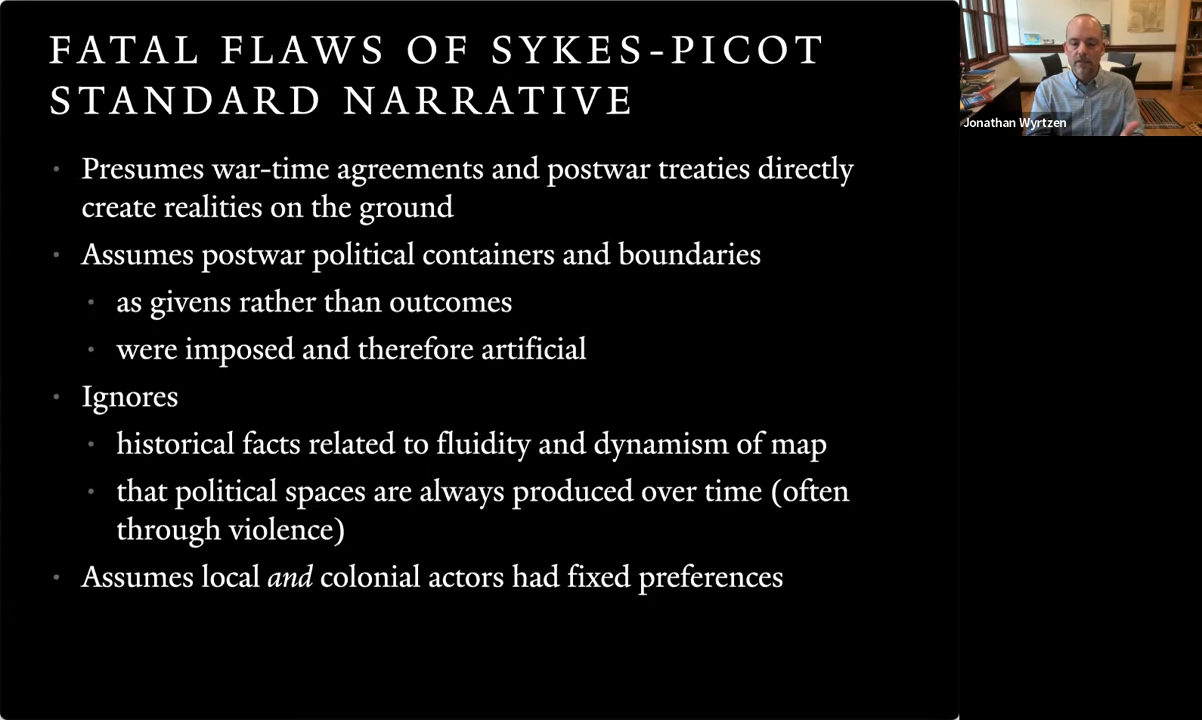 FATAL FLAWS OF SYKES-PICOT
STANDARD NARRATIVE
Jonathan Wyrtzen
• Presumes war-time agreements and postwar treaties directly
create realities on the ground
• Assumes postwar political containers and boundaries
• as givens rather than outcomes
• were imposed and therefore artificial
• Ignores
• historical facts related to fluidity and dynamism of map
• that political spaces are always produced over time (often
through violence)
• Assumes local and colonial actors had fixed preferences